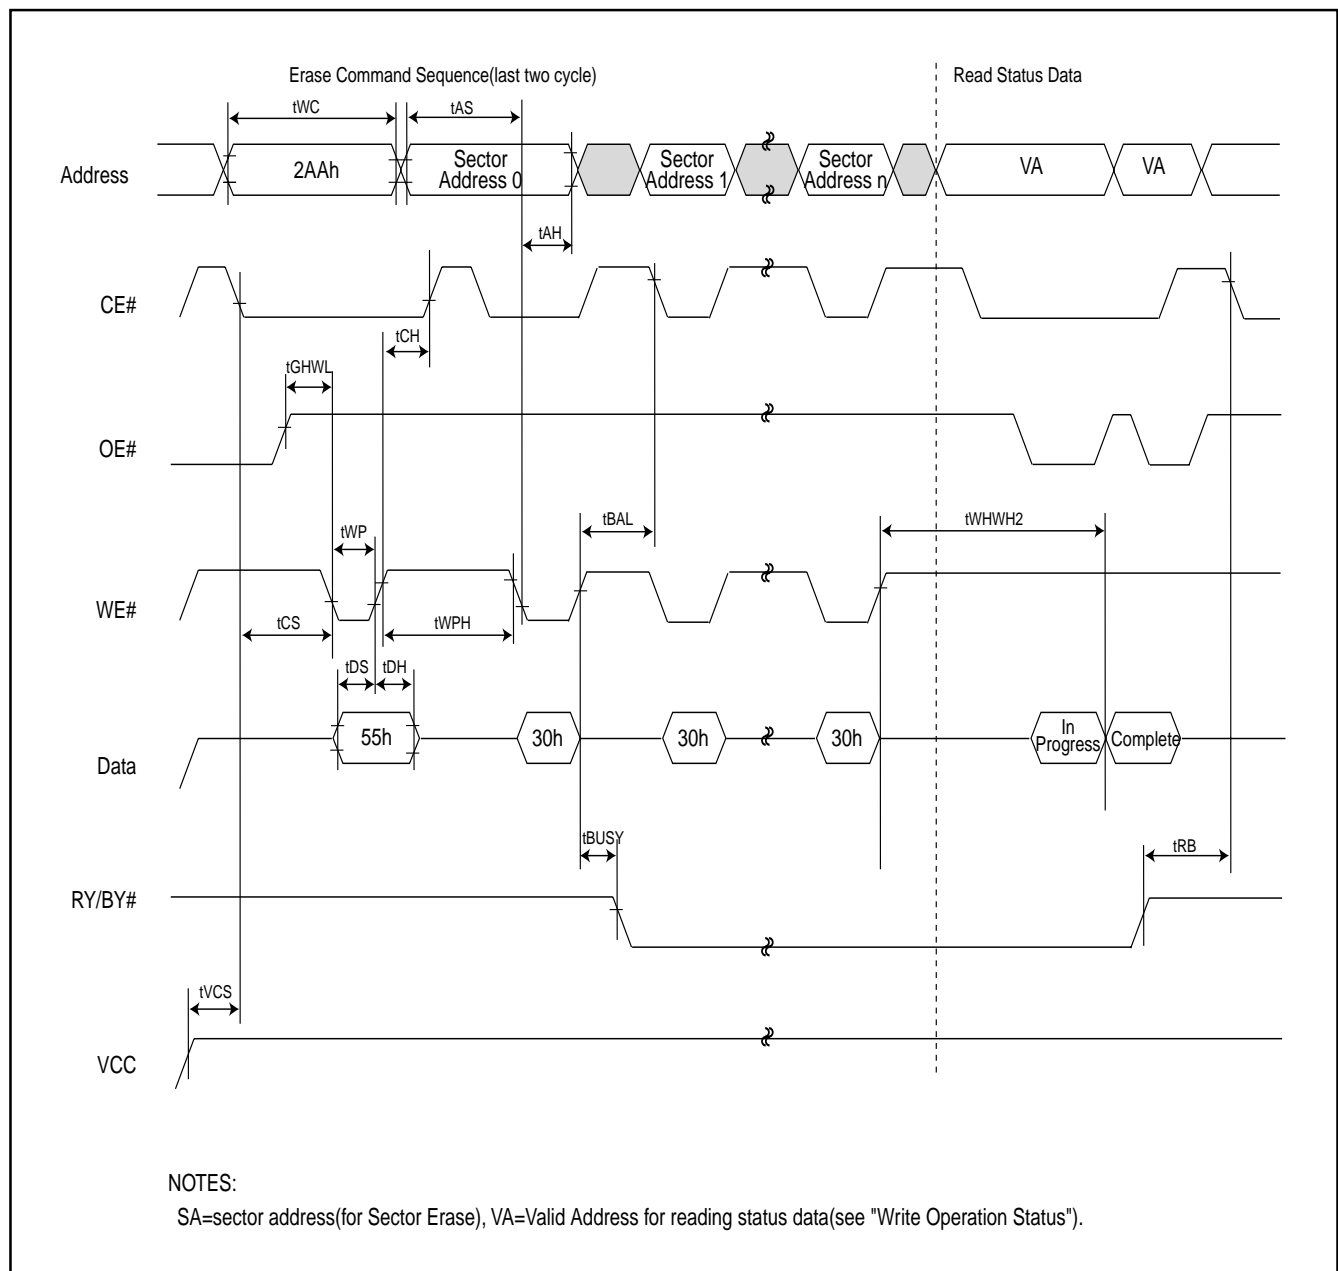 Erase Command Sequence(last two cycle)
Read Status Data
tWC
tAS
Address
2AAh
Sector
Address 0
Sector
Address 1
Sector
Address n
VA
VA
tAH
CE#
tCH
tGHWL
OE#
tBAL
tWHWH2
tWP
WE#
tCS
tWPH
tDS
tDH
Data
55h
30h
30h
30h
In
Progress
Complete
tBUSY
tRB
RY/BY#
tVCS
VCC
NOTES:
SA=sector address(for Sector Erase), VA=Valid Address for reading status data(see "Write Operation Status").